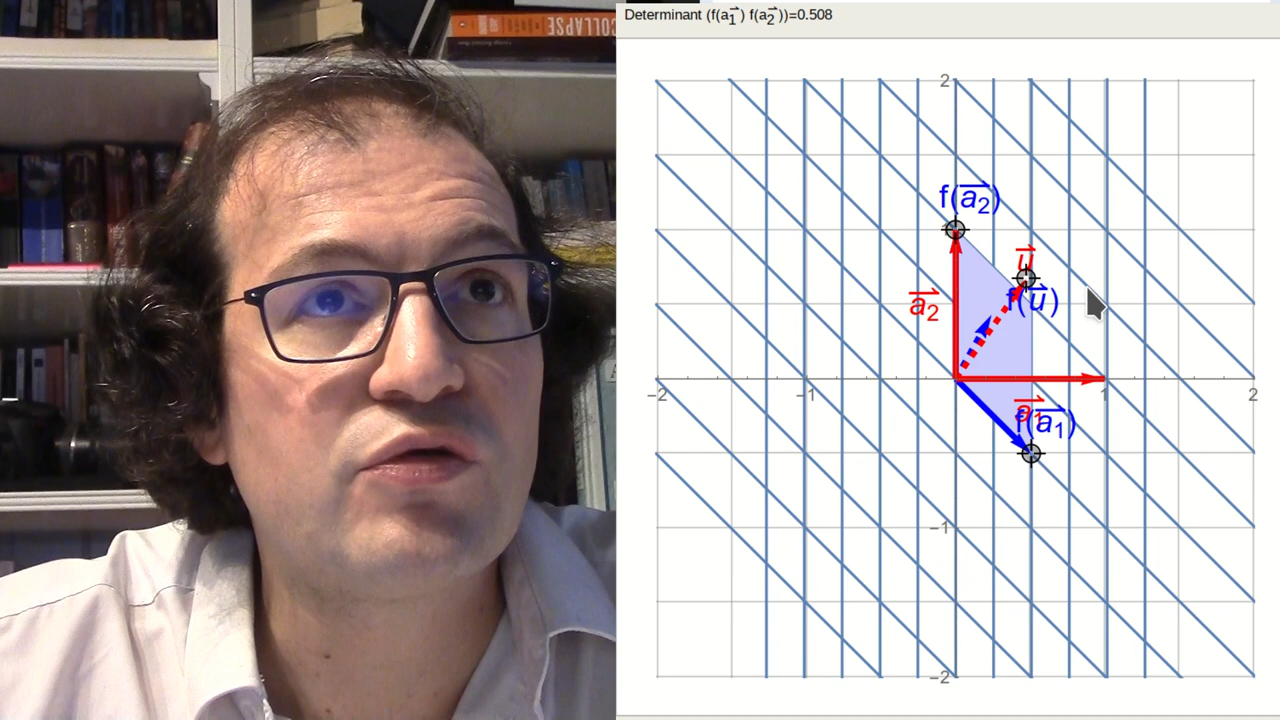 COLLAPSE
Determinant (f(a⃗1) f(a⃗2))=0.508
2
f(a⃗2)
u⃗
a⃗2
f(u⃗)
−2
−1
1
2
a⃗1
f(a⃗1)
−1
−2